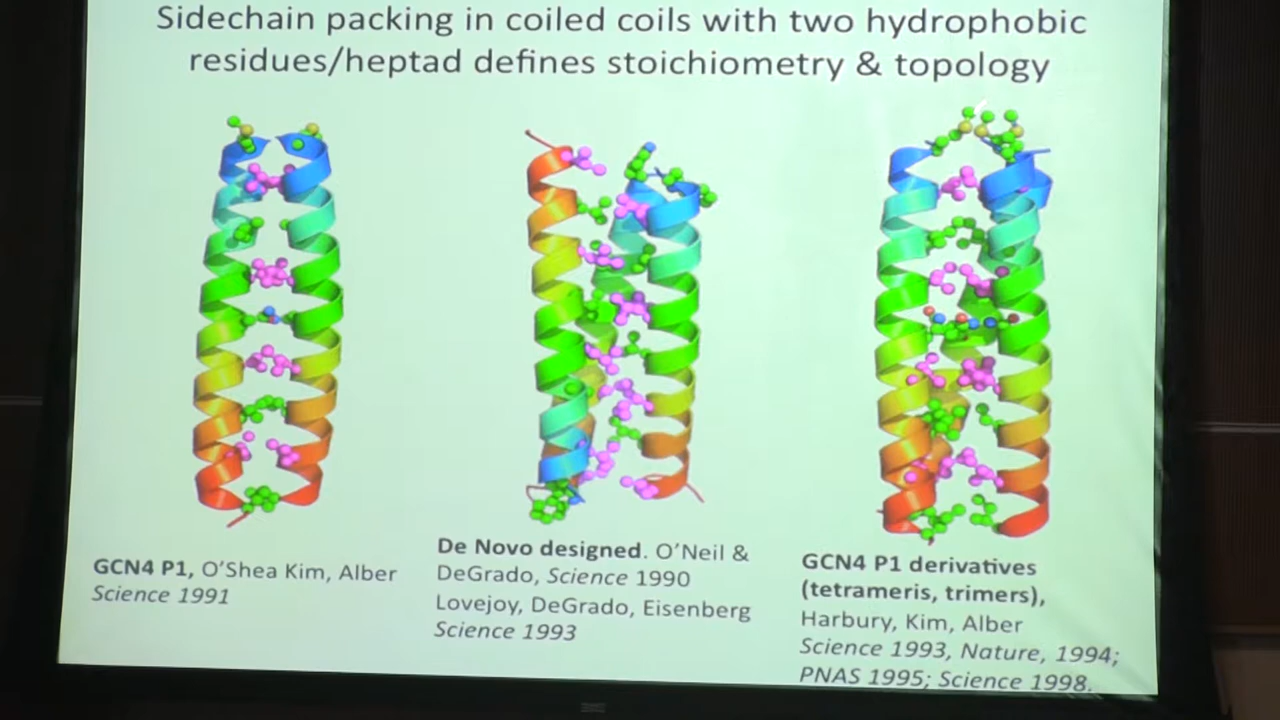 Sidechain packing in coiled coils with two hydrophobic
residues/heptad defines stoichiometry & topology
GCN4 P1, O'Shea Kim, Alber
Science 1991
De Novo designed. O'Neil &
DeGrado, Science 1990
Lovejoy, DeGrado, Eisenberg
Science 1993
GCN4 P1 derivatives
(tetrameris, trimers),
Harbury, Kim, Alber
Science 1993, Nature, 1994;
PNAS 1995; Science 1998.